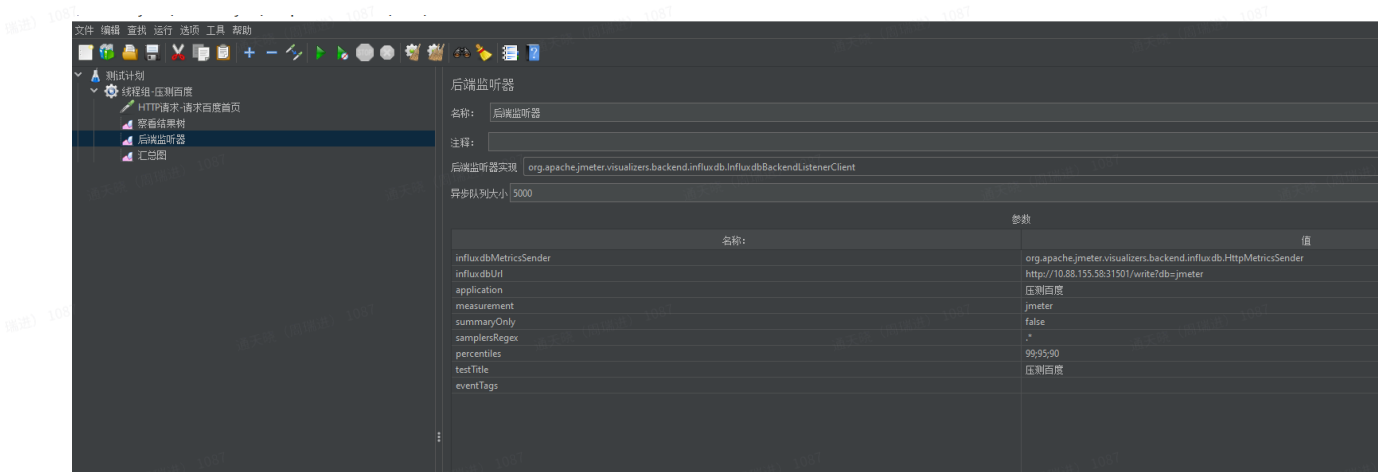 文件 编辑 查找 运行 选项 工具 帮助
测试计划
线程组-压测百度
HTTP请求-请求百度首页
察看结果树
后端监听器
汇总图
后端监听器
名称： 后端监听器
注释：
后端监听器实现 org.apache.jmeter.visualizers.backend.influxdb.InfluxdbBackendListenerClient
异步队列大小 5000
参数
名称： 值
influxdbMetricsSender org.apache.jmeter.visualizers.backend.influxdb.HttpMetricsSender
influxdbUrl http://10.88.155.58:31501/write?db=jmeter
application 压测百度
measurement jmeter
summaryOnly false
samplersRegex .*
percentiles 99;95;90
testTitle 压测百度
eventTags